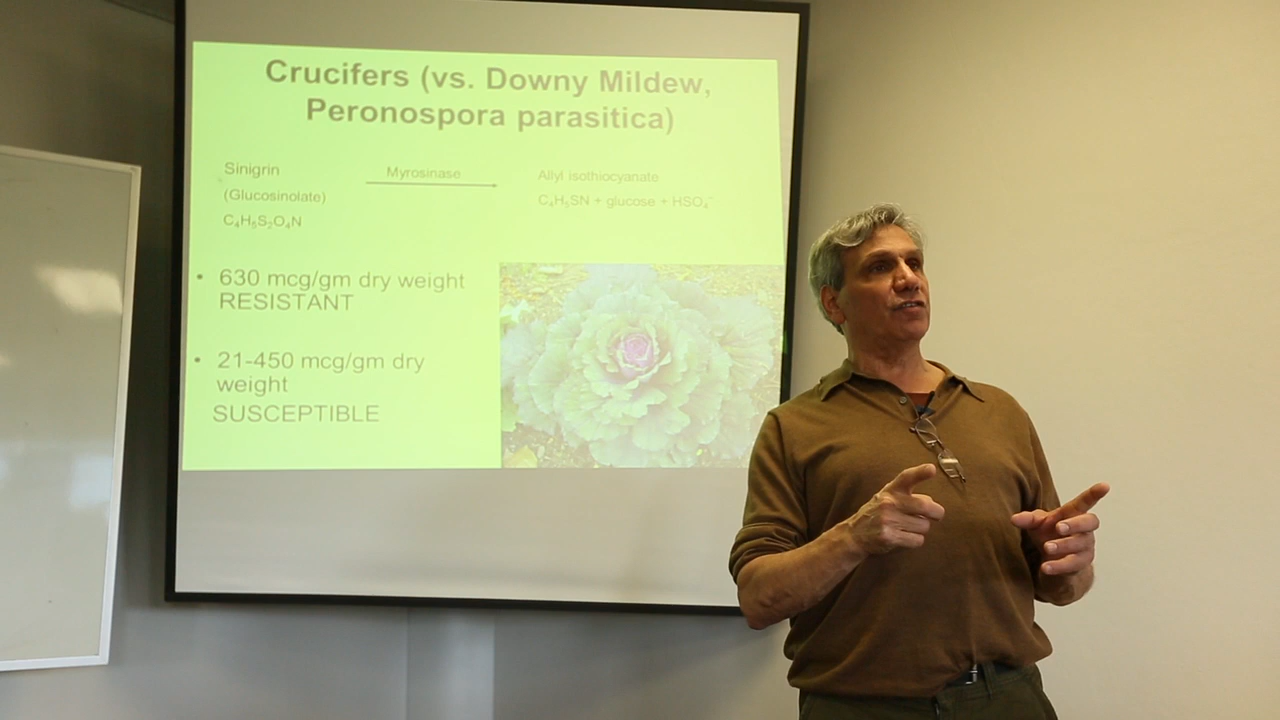 Crucifers (vs. Downy Mildew,
Peronospora parasitica)
Sinigrin
Myrosinase
Allyl isothiocyanate
(Glucosinolate)
C₄H₅SN + glucose + HSO₄⁻
C₄H₈S₂O₄N
• 630 mcg/gm dry weight
RESISTANT
• 21-450 mcg/gm dry
weight
SUSCEPTIBLE